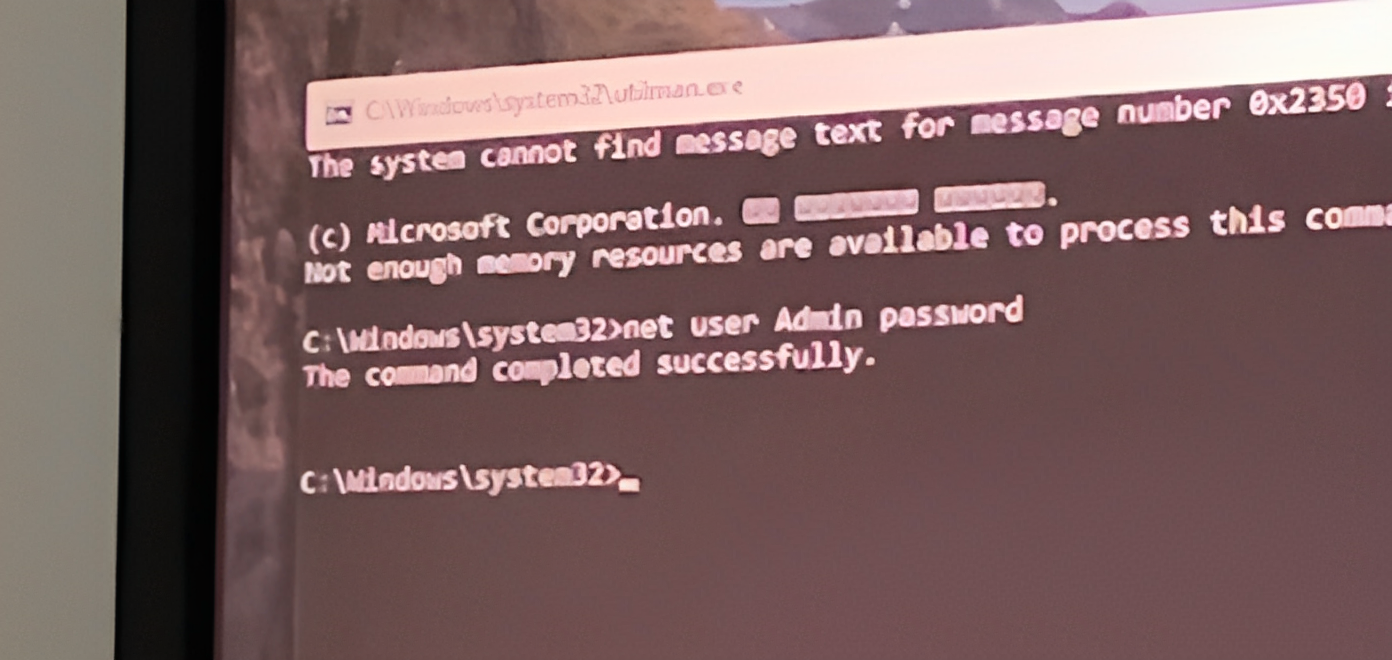 C:\Windows\system32\utilman.exe
The system cannot find message text for message number 0x2350
(c) Microsoft Corporation.
Not enough memory resources are available to process this
C:\Windows\system32>net user Admin password
The command completed successfully.
C:\Windows\system32>